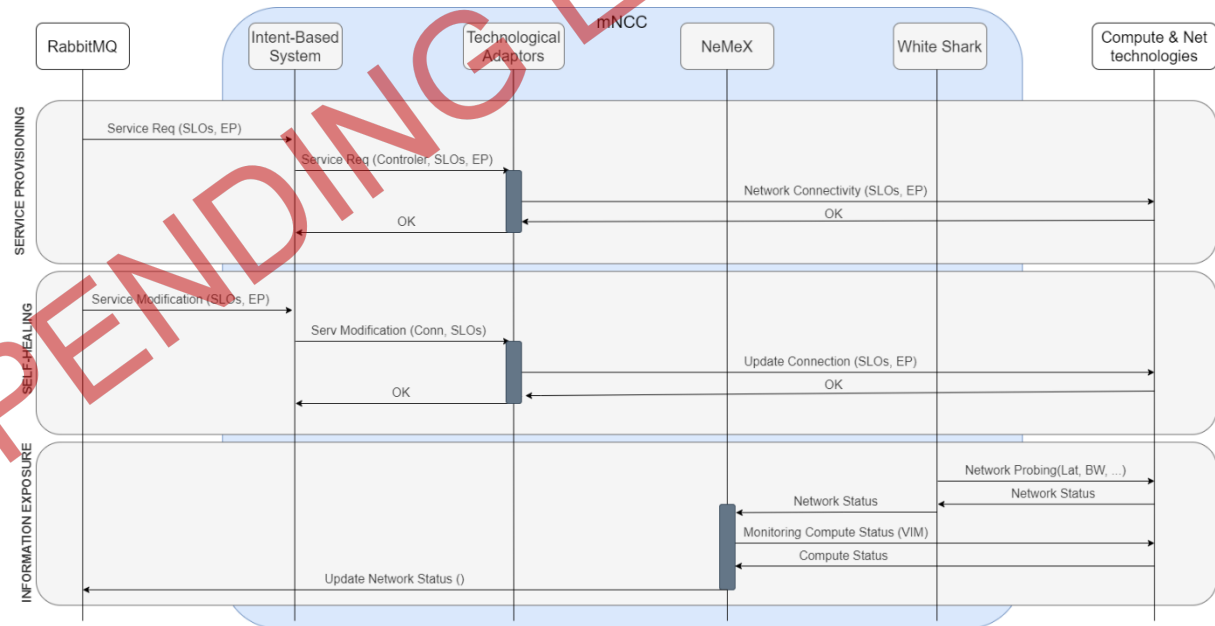 mNCC
RabbitMQ
Intent-Based
System
Technological
Adaptors
NeMeX
White Shark
Compute & Net
technologies
SERVICE PROVISIONING
Service Req (SLOs, EP)
Service Req (Controler, SLOs, EP)
Network Connectivity (SLOs, EP)
OK
OK
SELF-HEALING
Service Modification (SLOs, EP)
Serv Modification (Conn, SLOs)
Update Connection (SLOs, EP)
OK
OK
INFORMATION EXPOSURE
Network Probing(Lat, BW, ...)
Network Status
Network Status
Monitoring Compute Status (VIM)
Compute Status
Update Network Status ()
PENDING